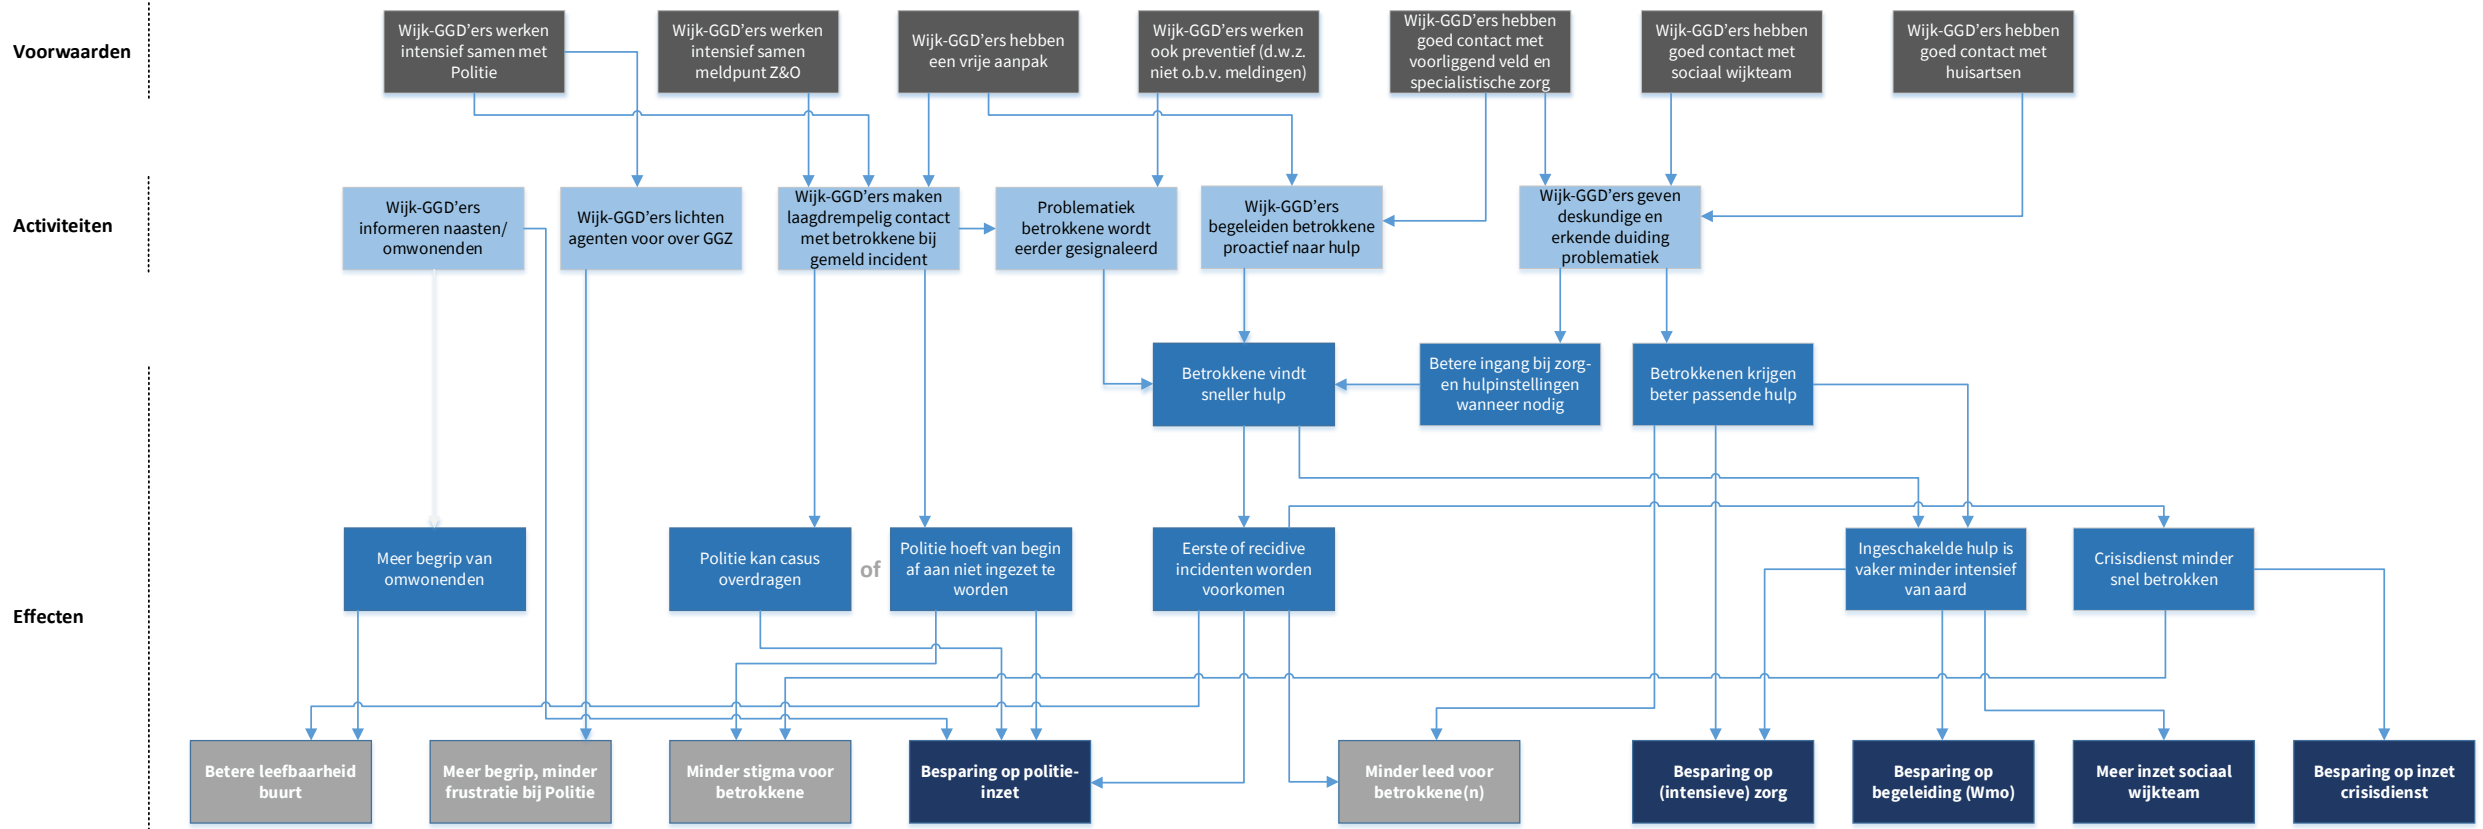 Voorwaarden
Wijk-GGD’ers werken
intensief samen met
Politie
Wijk-GGD’ers werken
intensief samen
meldpunt Z&O
Wijk-GGD’ers hebben
een vrije aanpak
Wijk-GGD’ers werken
ook preventief (d.w.z.
niet o.b.v. meldingen)
Wijk-GGD’ers hebben
goed contact met
voorliggend veld en
specialistische zorg
Wijk-GGD’ers hebben
goed contact met
sociaal wijkteam
Wijk-GGD’ers hebben
goed contact met
huisartsen
Activiteiten
Wijk-GGD’ers
informeren naasten/
omwonenden
Wijk-GGD’ers lichten
agenten voor over GGZ
Wijk-GGD’ers maken
laagdrempelig contact
met betrokkene bij
gemeld incident
Problematiek
betrokkene wordt
eerder gesignaleerd
Wijk-GGD’ers
begeleiden betrokkene
proactief naar hulp
Wijk-GGD’ers geven
deskundige en
erkende duiding
problematiek
Betrokkene vindt
sneller hulp
Betere ingang bij zorg-
en hulpinstellingen
wanneer nodig
Betrokkenen krijgen
beter passende hulp
Effecten
Meer begrip van
omwonenden
Politie kan casus
overdragen
of
Politie hoeft van begin
af aan niet ingezet te
worden
Eerste of recidive
incidenten worden
voorkomen
Ingeschakelde hulp is
vaker minder intensief
van aard
Crisisdienst minder
snel betrokken
Betere leefbaarheid
buurt
Meer begrip, minder
frustratie bij Politie
Minder stigma voor
betrokkene
Besparing op politie-
inzet
Minder leed voor
betrokkene(n)
Besparing op
(intensieve) zorg
Besparing op
begeleiding (Wmo)
Meer inzet sociaal
wijkteam
Besparing op inzet
crisisdienst